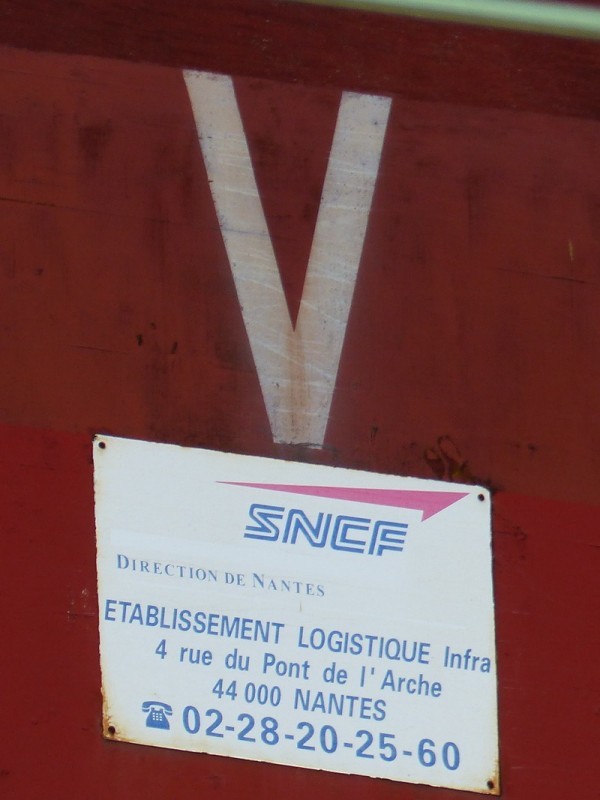 V
SNCF
DIRECTION DE NANTES
ETABLISSEMENT LOGISTIQUE Infra
4 rue du Pont de l'Arche
44 000 NANTES
☎ 02-28-20-25-60